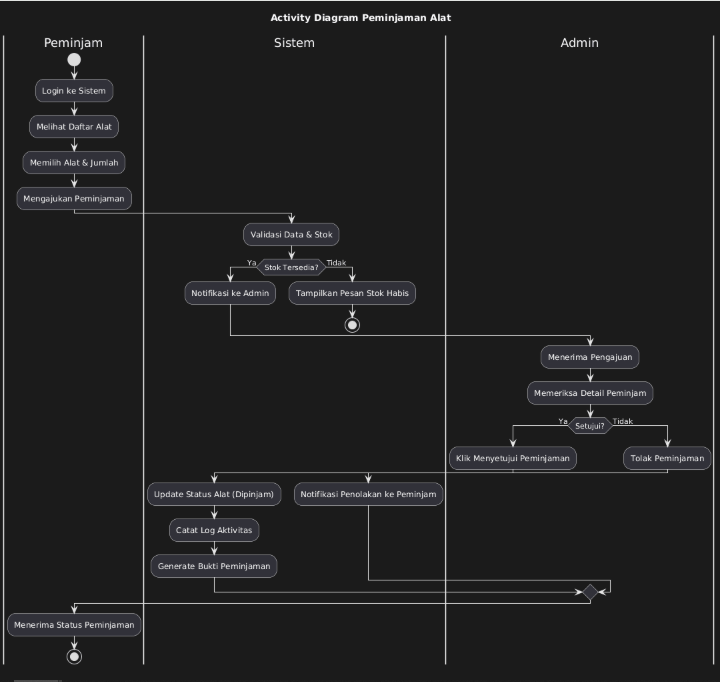 Activity Diagram Peminjaman Alat
Peminjam
Sistem
Admin
Login ke Sistem
Melihat Daftar Alat
Memilih Alat & Jumlah
Mengajukan Peminjaman
Validasi Data & Stok
Ya
Stok Tersedia?
Tidak
Notifikasi ke Admin
Tampilkan Pesan Stok Habis
Menerima Pengajuan
Memeriksa Detail Peminjam
Ya
Setujui?
Tidak
Klik Menyetujui Peminjaman
Tolak Peminjaman
Update Status Alat (Dipinjam)
Notifikasi Penolakan ke Peminjam
Catat Log Aktivitas
Generate Bukti Peminjaman
Menerima Status Peminjaman